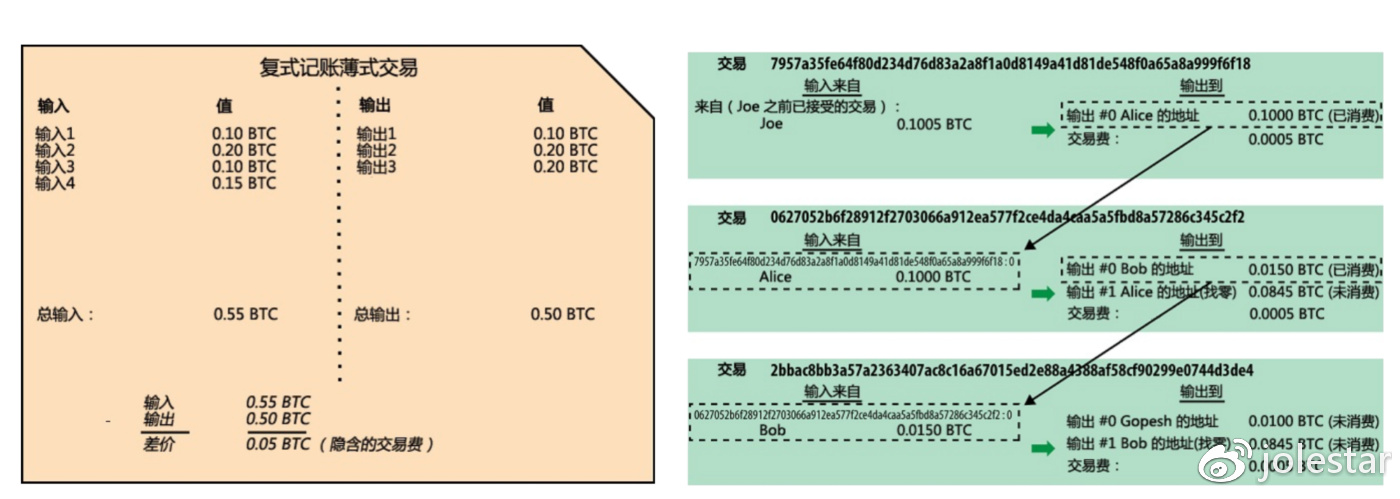 复式记账薄式交易
输入 值 输出 值
输入1 0.10 BTC 输出1 0.10 BTC
输入2 0.20 BTC 输出2 0.20 BTC
输入3 0.10 BTC 输出3 0.20 BTC
输入4 0.15 BTC
总输入： 0.55 BTC 总输出： 0.50 BTC
输入 0.55 BTC
- 输出 0.50 BTC
差价 0.05 BTC（隐含的交易费）
交易 7957a35fe64f80d234d76d83a2a8f1a0d8149a41d81de548f0a65a8a999f6f18
输入来自 输出到
来自（Joe 之前已接受的交易）：
Joe 0.1005 BTC
输出 #0 Alice 的地址 0.1000 BTC (已消费)
交易费： 0.0005 BTC
交易 0627052b6f28912f2703066a912ea577f2ce4da4caa5a5fbd8a57286c345c2f2
输入来自 输出到
7957a35fe64f80d234d76d83a2a8f1a0d8149a41d81de548f0a65a8a999f6f18 : 0
Alice 0.1000 BTC
输出 #0 Bob 的地址 0.0150 BTC (已消费)
输出 #1 Alice 的地址(找零) 0.0845 BTC (未消费)
交易费： 0.0005 BTC
交易 2bbac8bb3a57a2363407ac8c16a67015ed2e88a4388af58cf90299e0744d3de4
输入来自 输出到
0627052b6f28912f2703066a912ea577f2ce4da4caa5a5fbd8a57286c345c2f2 : 0
Bob 0.0150 BTC
输出 #0 Gopesh 的地址 0.0100 BTC (未消费)
输出 #1 Bob 的地址(找零) 0.0845 BTC (未消费)
交易费： 0.0005 BTC
jolestar